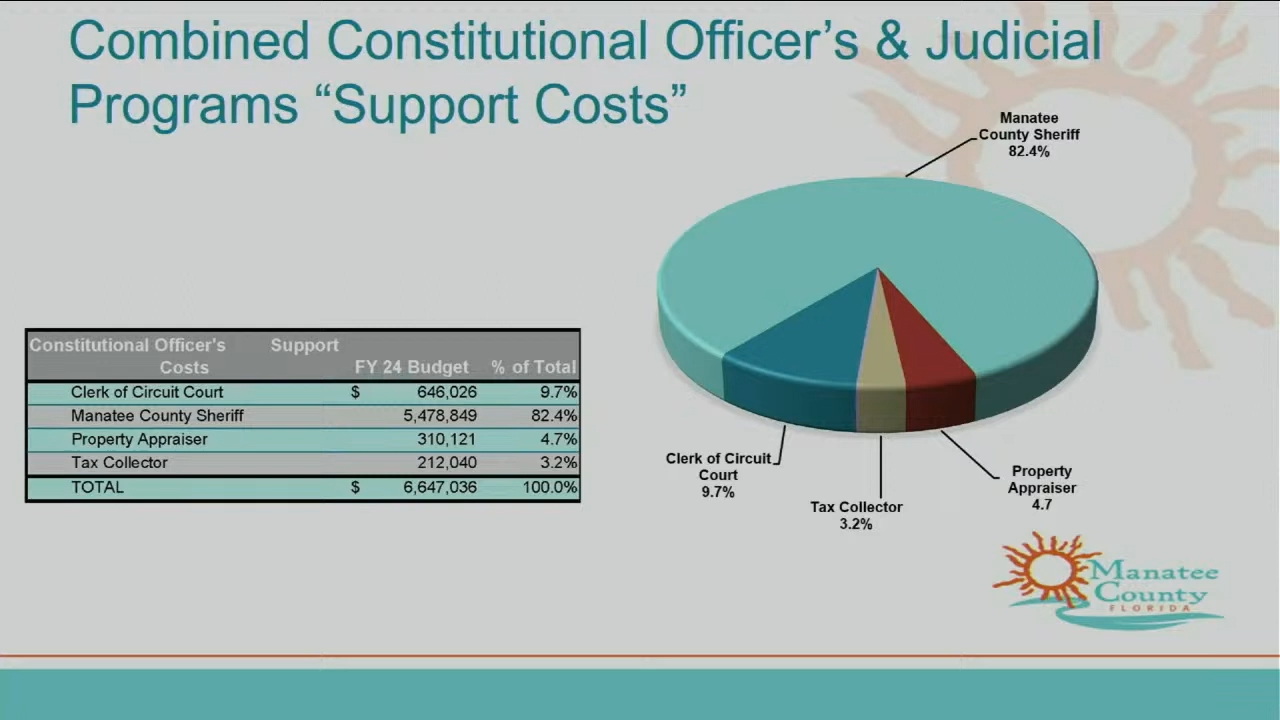 Combined Constitutional Officer's & Judicial
Programs “Support Costs”
Manatee
County Sheriff
82.4%
Constitutional Officer's Support
Costs FY 24 Budget % of Total
Clerk of Circuit Court $ 646,026 9.7%
Manatee County Sheriff 5,478,849 82.4%
Property Appraiser 310,121 4.7%
Tax Collector 212,040 3.2%
TOTAL $ 6,647,036 100.0%
Clerk of Circuit
Court
9.7%
Tax Collector
3.2%
Property
Appraiser
4.7
Manatee
County
FLORIDA